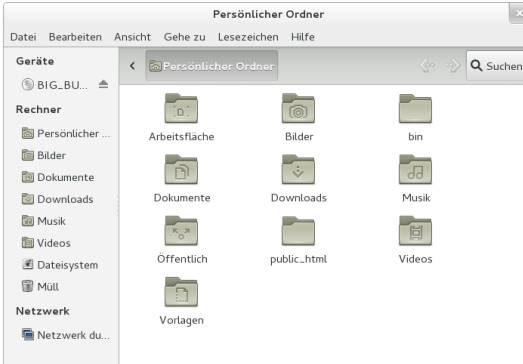 Persönlicher Ordner
Datei Bearbeiten Ansicht Gehe zu Lesezeichen Hilfe
Geräte
BIG_BU...
Rechner
Persönlicher ...
Bilder
Dokumente
Downloads
Musik
Videos
Dateisystem
Müll
Netzwerk
Netzwerk du...
Persönlicher Ordner
Suchen
Arbeitsfläche Bilder bin
Dokumente Downloads Musik
Öffentlich public_html Videos
Vorlagen